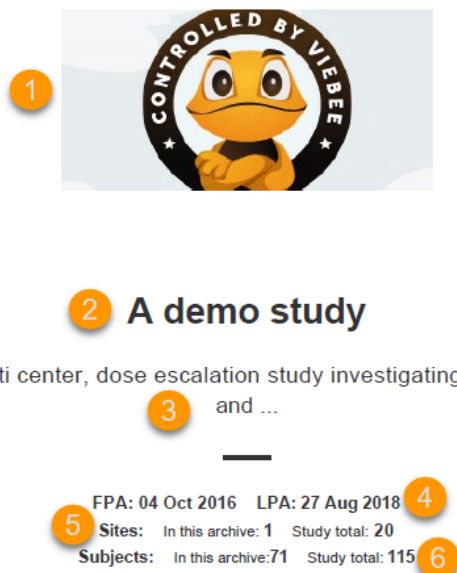 CONTROLLED BY VIEBEE
1
2 A demo study
ti center, dose escalation study investigating
3 and ...
FPA: 04 Oct 2016 LPA: 27 Aug 2018 4
5 Sites: In this archive: 1 Study total: 20
Subjects: In this archive:71 Study total: 115 6